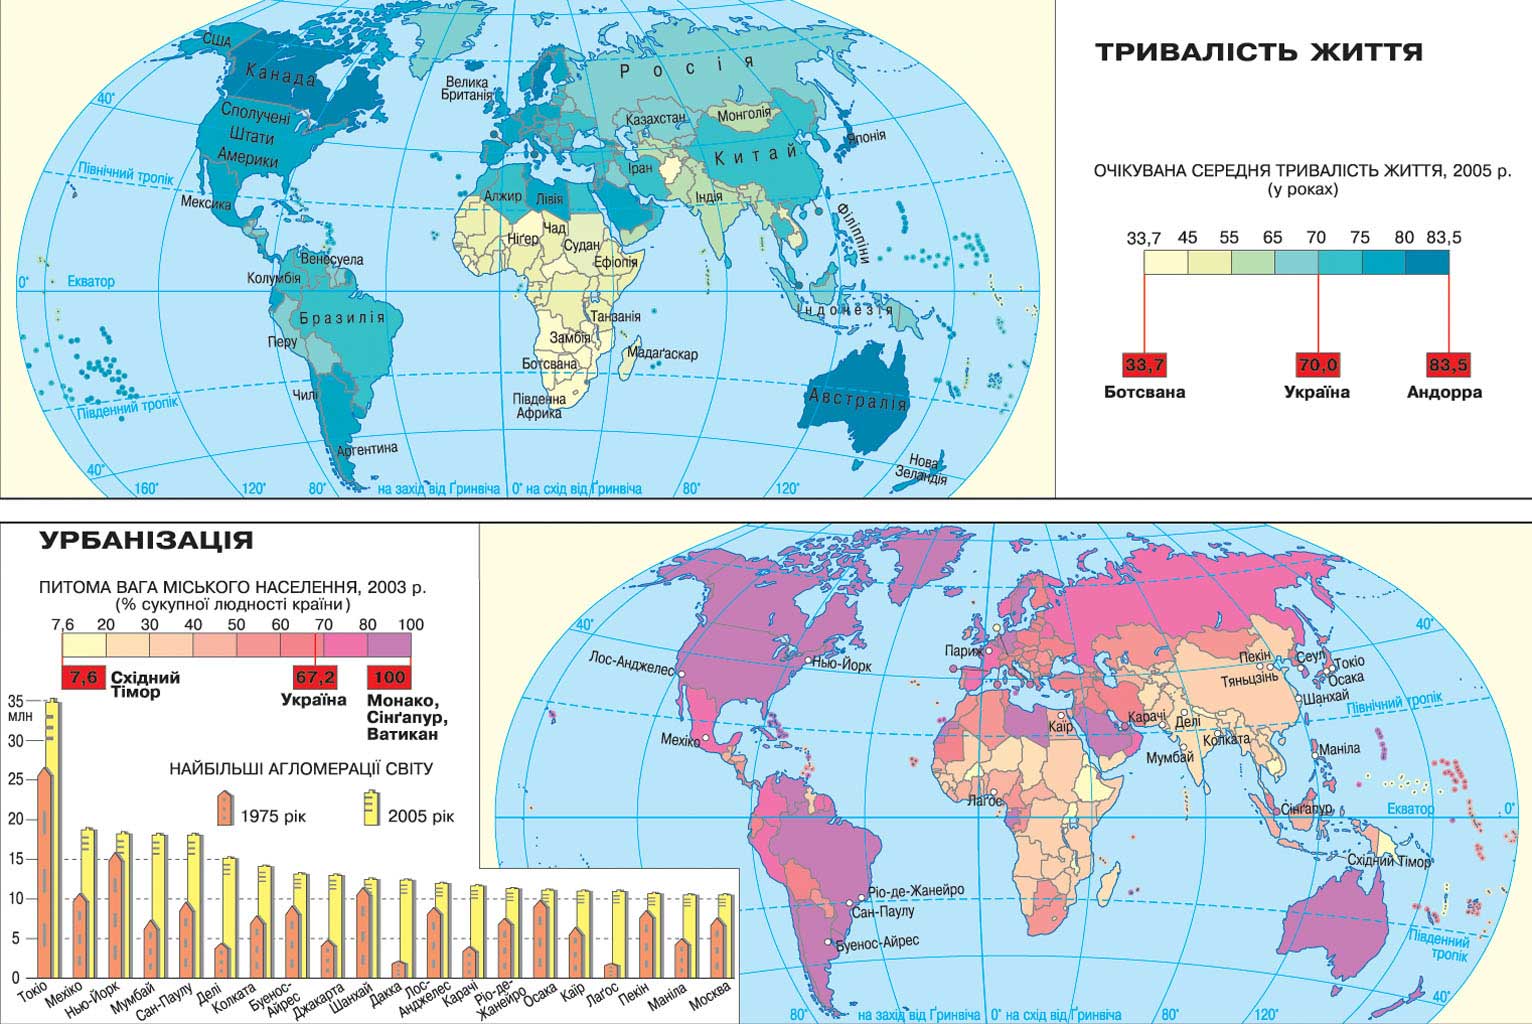 ТРИВАЛІСТЬ ЖИТТЯ
ОЧІКУВАНА СЕРЕДНЯ ТРИВАЛІСТЬ ЖИТТЯ, 2005 р.
(у роках)
33,7 45 55 65 70 75 80 83,5
33,7 70,0 83,5
Ботсвана Україна Андорра
США
Канада
Сполучені
Штати
Америки
Мексика
Північний тропік
Екватор
0°
40°
Венесуела
Колумбія
Бразилія
Перу
Чилі
Аргентина
Південний тропік
40°
160° 120° 80° на захід від Ґринвіча 0° на схід від Ґринвіча 80° 120°
Велика
Британія
Росія
Казахстан
Монголія
Китай
Японія
Іран
Індія
Філіппіни
Індонезія
Алжир
Лівія
Нігер
Чад
Судан
Ефіопія
Танзанія
Замбія
Ботсвана
Мадаґаскар
Південна
Африка
Австралія
Нова
Зеландія
УРБАНІЗАЦІЯ
ПИТОМА ВАГА МІСЬКОГО НАСЕЛЕННЯ, 2003 р.
(% сукупної людності країни)
7,6 20 30 40 50 60 70 80 100
7,6 67,2 100
Східний
Тімор
Україна
Монако,
Сінґапур,
Ватикан
НАЙБІЛЬШІ АГЛОМЕРАЦІЇ СВІТУ
1975 рік 2005 рік
35
млн
30
25
20
15
10
5
0
Токіо
Мехіко
Нью-Йорк
Мумбай
Сан-Паулу
Делі
Колката
Буенос-
Айрес
Джакарта
Шанхай
Дакка
Лос-
Анджелес
Карачі
Ріо-де-
Жанейро
Осака
Каїр
Лаґос
Пекін
Маніла
Москва
40°
Лос-Анджелес
Нью-Йорк
Мехіко
Париж
Каїр
Лаґос
Карачі
Делі
Мумбай
Колката
Пекін
Тяньцзінь
Сеул
Токіо
Осака
Шанхай
Маніла
Сінґапур
Східний Тімор
Ріо-де-Жанейро
Сан-Паулу
Буенос-Айрес
40°
Північний тропік
Екватор
0°
Південний
тропік
40°
80° на захід від Ґринвіча 0° на схід від Ґринвіча 80° 120°